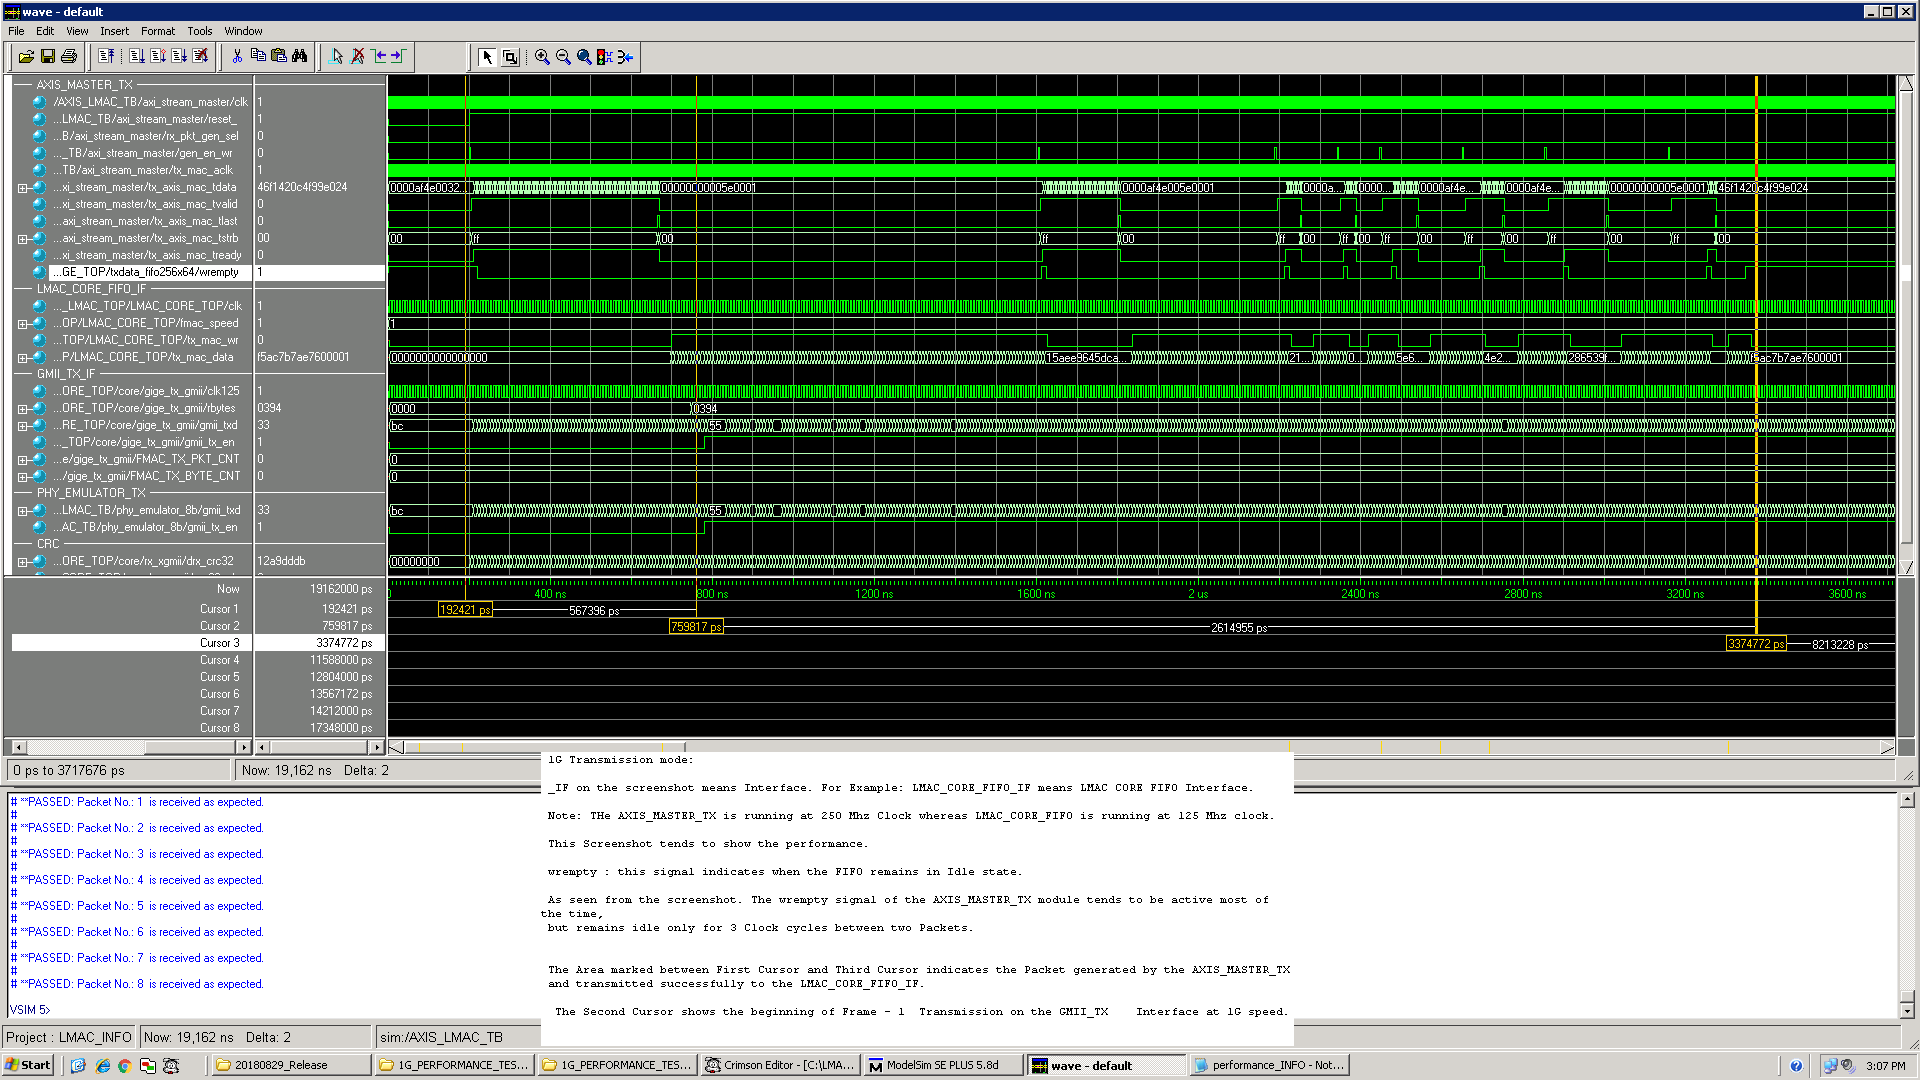 wave - default
File Edit View Insert Format Tools Window
AXIS_MASTER_TX
/AXIS_LMAC_TB/axi_stream_master/clk 1
...LMAC_TB/axi_stream_master/reset_ 1
...B/axi_stream_master/rx_pkt_gen_sel 0
..._TB/axi_stream_master/gen_en_wr 0
...TB/axi_stream_master/tx_mac_aclk 1
...xi_stream_master/tx_axis_mac_tdata 46f1420c4f99e024 0000af4e0032... 00000000005e0001 0000af4e005e0001 0000a... 0000... 0000af4e... 0000af4e... 00000000005e0001 46f1420c4f99e024
...xi_stream_master/tx_axis_mac_tvalid 0
...axi_stream_master/tx_axis_mac_tlast 0
...axi_stream_master/tx_axis_mac_tstrb 00 00 ff 00 ff 00 ff 00 ff 00 ff 00 ff 00 ff 00 ff 00
...xi_stream_master/tx_axis_mac_tready 0
...GE_TOP/txdata_fifo256x64/wrempty 1
LMAC_CORE_FIFO_IF
..._LMAC_TOP/LMAC_CORE_TOP/clk 1
...OP/LMAC_CORE_TOP/fmac_speed 1 1
...TOP/LMAC_CORE_TOP/tx_mac_wr 0
...P/LMAC_CORE_TOP/tx_mac_data f5ac7b7ae7600001 0000000000000000 15aee9645dca... 21... 0... 5e6... 4e2... 286539f... f5ac7b7ae7600001
GMII_TX_IF
...ORE_TOP/core/gige_tx_gmii/clk125 1
...ORE_TOP/core/gige_tx_gmii/rbytes 0394 0000 0394
...RE_TOP/core/gige_tx_gmii/gmii_txd 33 bc 55
..._TOP/core/gige_tx_gmii/gmii_tx_en 1
...e/gige_tx_gmii/FMAC_TX_PKT_CNT 0 0
.../gige_tx_gmii/FMAC_TX_BYTE_CNT 0 0
PHY_EMULATOR_TX
...LMAC_TB/phy_emulator_8b/gmii_txd 33 bc 55
...AC_TB/phy_emulator_8b/gmii_tx_en 1
CRC
...ORE_TOP/core/rx_xgmii/drx_crc32 12a9dddb 00000000
Now 19162000 ps 400 ns 800 ns 1200 ns 1600 ns 2 us 2400 ns 2800 ns 3200 ns 3600 ns
Cursor 1 192421 ps 192421 ps 567396 ps
Cursor 2 759817 ps 759817 ps 2614955 ps
Cursor 3 3374772 ps 3374772 ps 8213228 ps
Cursor 4 11588000 ps
Cursor 5 12804000 ps
Cursor 6 13567172 ps
Cursor 7 14212000 ps
Cursor 8 17348000 ps
0 ps to 3717676 ps Now: 19,162 ns Delta: 2
# **PASSED: Packet No.: 1 is received as expected.
#
# **PASSED: Packet No.: 2 is received as expected.
#
# **PASSED: Packet No.: 3 is received as expected.
#
# **PASSED: Packet No.: 4 is received as expected.
#
# **PASSED: Packet No.: 5 is received as expected.
#
# **PASSED: Packet No.: 6 is received as expected.
#
# **PASSED: Packet No.: 7 is received as expected.
#
# **PASSED: Packet No.: 8 is received as expected.
VSIM 5>
1G Transmission mode:
_IF on the screenshot means Interface. For Example: LMAC_CORE_FIFO_IF means LMAC CORE FIFO Interface.
Note: THe AXIS_MASTER_TX is running at 250 Mhz Clock whereas LMAC_CORE_FIFO is running at 125 Mhz clock.
This Screenshot tends to show the performance.
wrempty : this signal indicates when the FIFO remains in Idle state.
As seen from the screenshot. The wrempty signal of the AXIS_MASTER_TX module tends to be active most of
the time,
but remains idle only for 3 Clock cycles between two Packets.
The Area marked between First Cursor and Third Cursor indicates the Packet generated by the AXIS_MASTER_TX
and transmitted successfully to the LMAC_CORE_FIFO_IF.
The Second Cursor shows the beginning of Frame - 1 Transmission on the GMII_TX Interface at 1G speed.
Project : LMAC_INFO Now: 19,162 ns Delta: 2 sim:/AXIS_LMAC_TB
Start 20180829_Release 1G_PERFORMANCE_TES... 1G_PERFORMANCE_TES... Crimson Editor - [C:\LMA... ModelSim SE PLUS 5.8d wave - default performance_INFO - Not... 3:07 PM